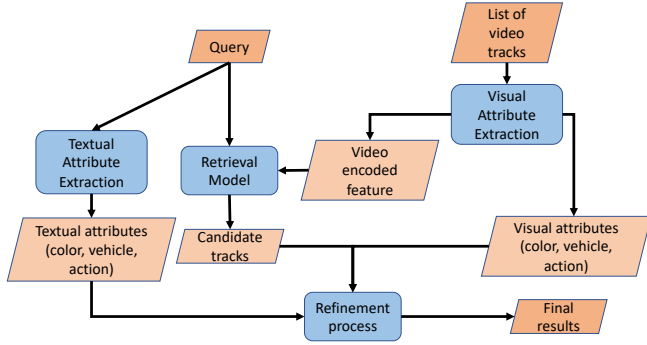 Query
List of
video
tracks
Textual
Attribute
Extraction
Retrieval
Model
Video
encoded
feature
Visual
Attribute
Extraction
Textual attributes
(color, vehicle,
action)
Candidate
tracks
Visual attributes
(color, vehicle,
action)
Refinement
process
Final
results